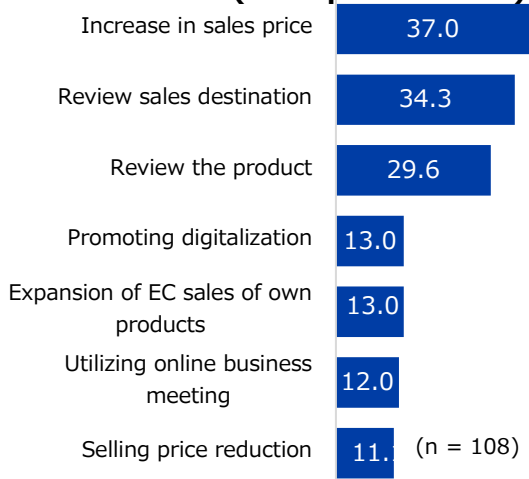 Increase in sales price 37.0
Review sales destination 34.3
Review the product 29.6
Promoting digitalization 13.0
Expansion of EC sales of own
products 13.0
Utilizing online business
meeting 12.0
Selling price reduction 11. (n = 108)